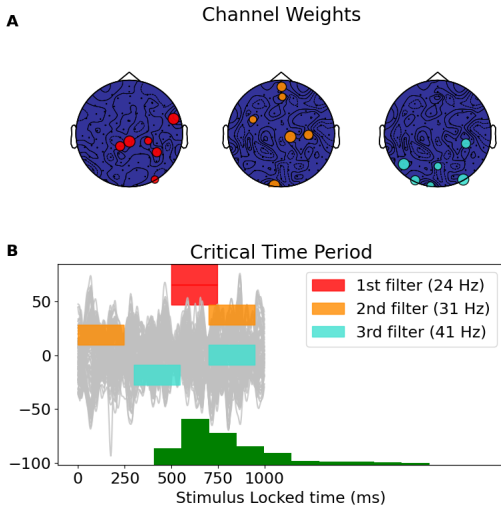 A
Channel Weights
B
Critical Time Period
1st filter (24 Hz)
2nd filter (31 Hz)
3rd filter (41 Hz)
50
0
−50
−100
0 250 500 750 1000
Stimulus Locked time (ms)